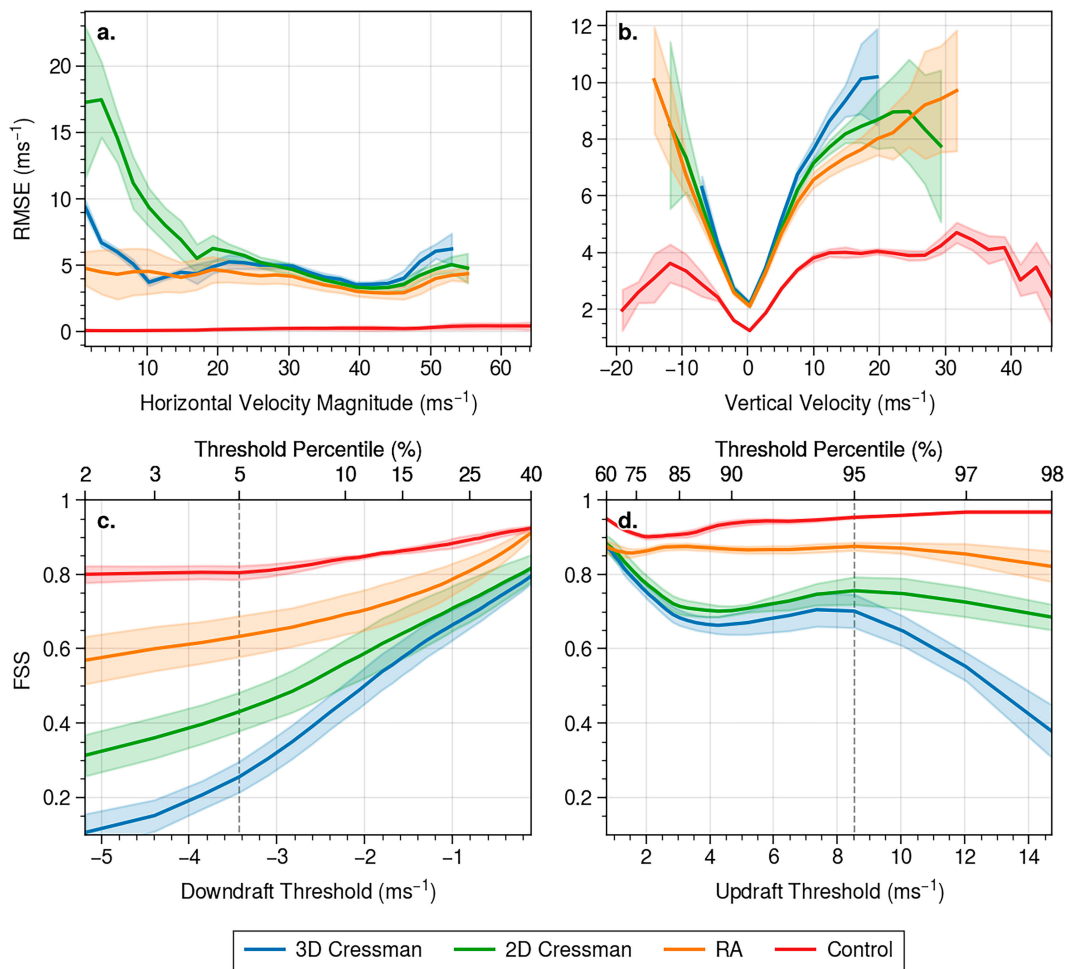 a.
b.
RMSE (ms⁻¹)
20
15
10
5
0
12
10
8
6
4
2
10 20 30 40 50 60
−20 −10 0 10 20 30 40
Horizontal Velocity Magnitude (ms⁻¹)
Vertical Velocity (ms⁻¹)
Threshold Percentile (%)
Threshold Percentile (%)
2 3 5 10 15 25 40
60 75 85 90 95 97 98
c.
d.
FSS
1
0.8
0.6
0.4
0.2
1
0.8
0.6
0.4
0.2
−5 −4 −3 −2 −1
2 4 6 8 10 12 14
Downdraft Threshold (ms⁻¹)
Updraft Threshold (ms⁻¹)
3D Cressman 2D Cressman RA Control